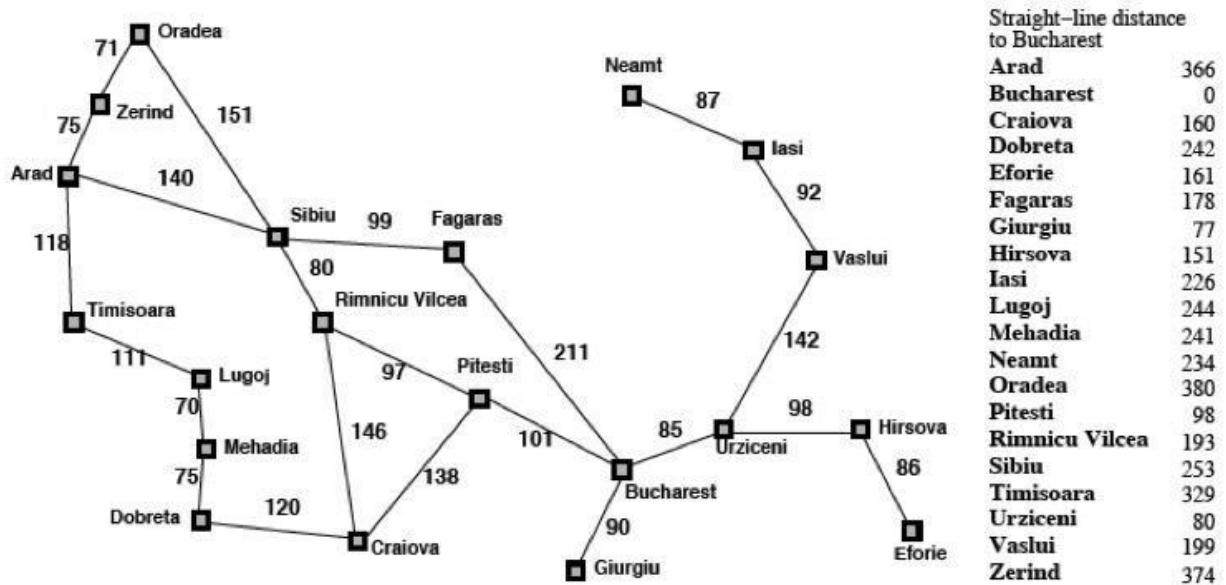 Oradea
71
Neamt
87
Zerind
151
75
Iasi
Arad
140
92
Sibiu
99
Fagaras
118
Vaslui
80
Timisoara
Rimnicu Vilcea
142
211
111
Lugoj
97
Pitesti
70
98
Hirsova
146
101
85
Urziceni
Mehadia
138
86
75
Bucharest
120
Dobreta
90
Craiova
Eforie
Giurgiu
Straight–line distance
to Bucharest
Arad 366
Bucharest 0
Craiova 160
Dobreta 242
Eforie 161
Fagaras 178
Giurgiu 77
Hirsova 151
Iasi 226
Lugoj 244
Mehadia 241
Neamt 234
Oradea 380
Pitesti 98
Rimnicu Vilcea 193
Sibiu 253
Timisoara 329
Urziceni 80
Vaslui 199
Zerind 374